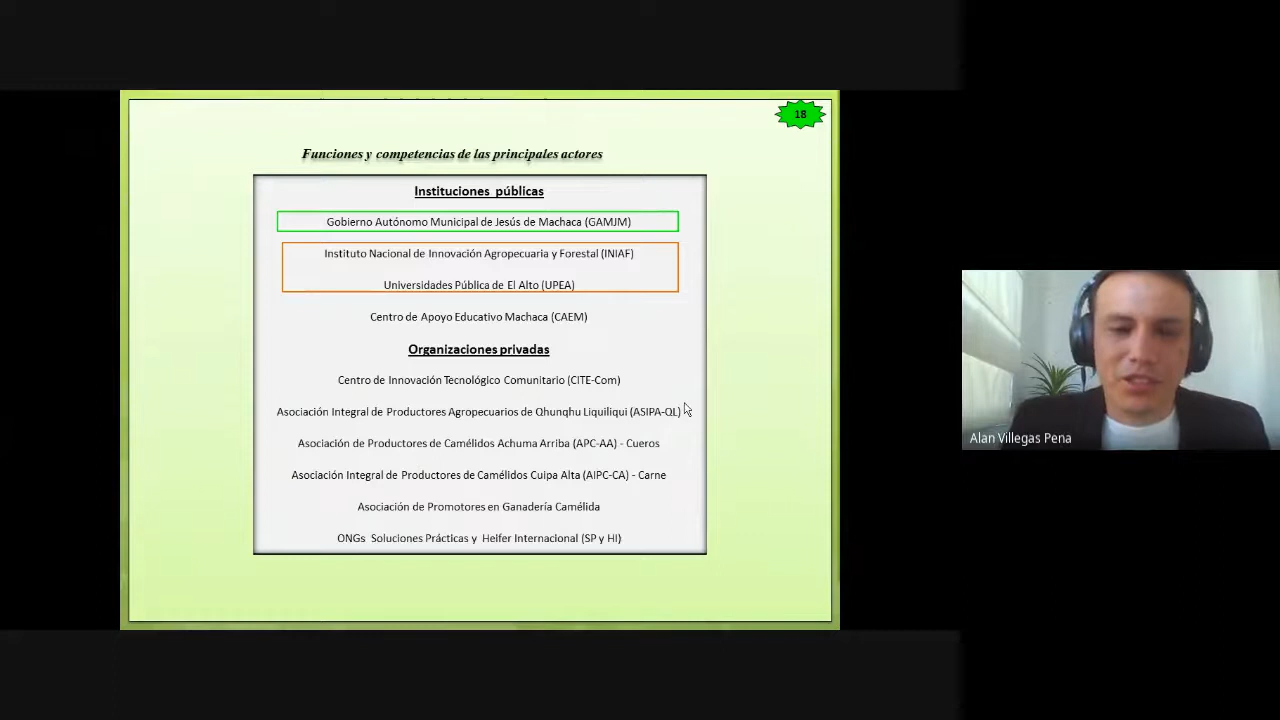 18
Funciones y competencias de las principales actores
Instituciones públicas
Gobierno Autónomo Municipal de Jesús de Machaca (GAMJM)
Instituto Nacional de Innovación Agropecuaria y Forestal (INIAF)
Universidades Pública de El Alto (UPEA)
Centro de Apoyo Educativo Machaca (CAEM)
Organizaciones privadas
Centro de Innovación Tecnológico Comunitario (CITE-Com)
Asociación Integral de Productores Agropecuarios de Qhunqhu Liquiliqui (ASIPA-QL)
Asociación de Productores de Camélidos Achuma Arriba (APC-AA) - Cueros
Asociación Integral de Productores de Camélidos Cuipa Alta (AIPC-CA) - Carne
Asociación de Promotores en Ganadería Camélida
ONGs Soluciones Prácticas y Heifer Internacional (SP y HI)
Alan Villegas Pena